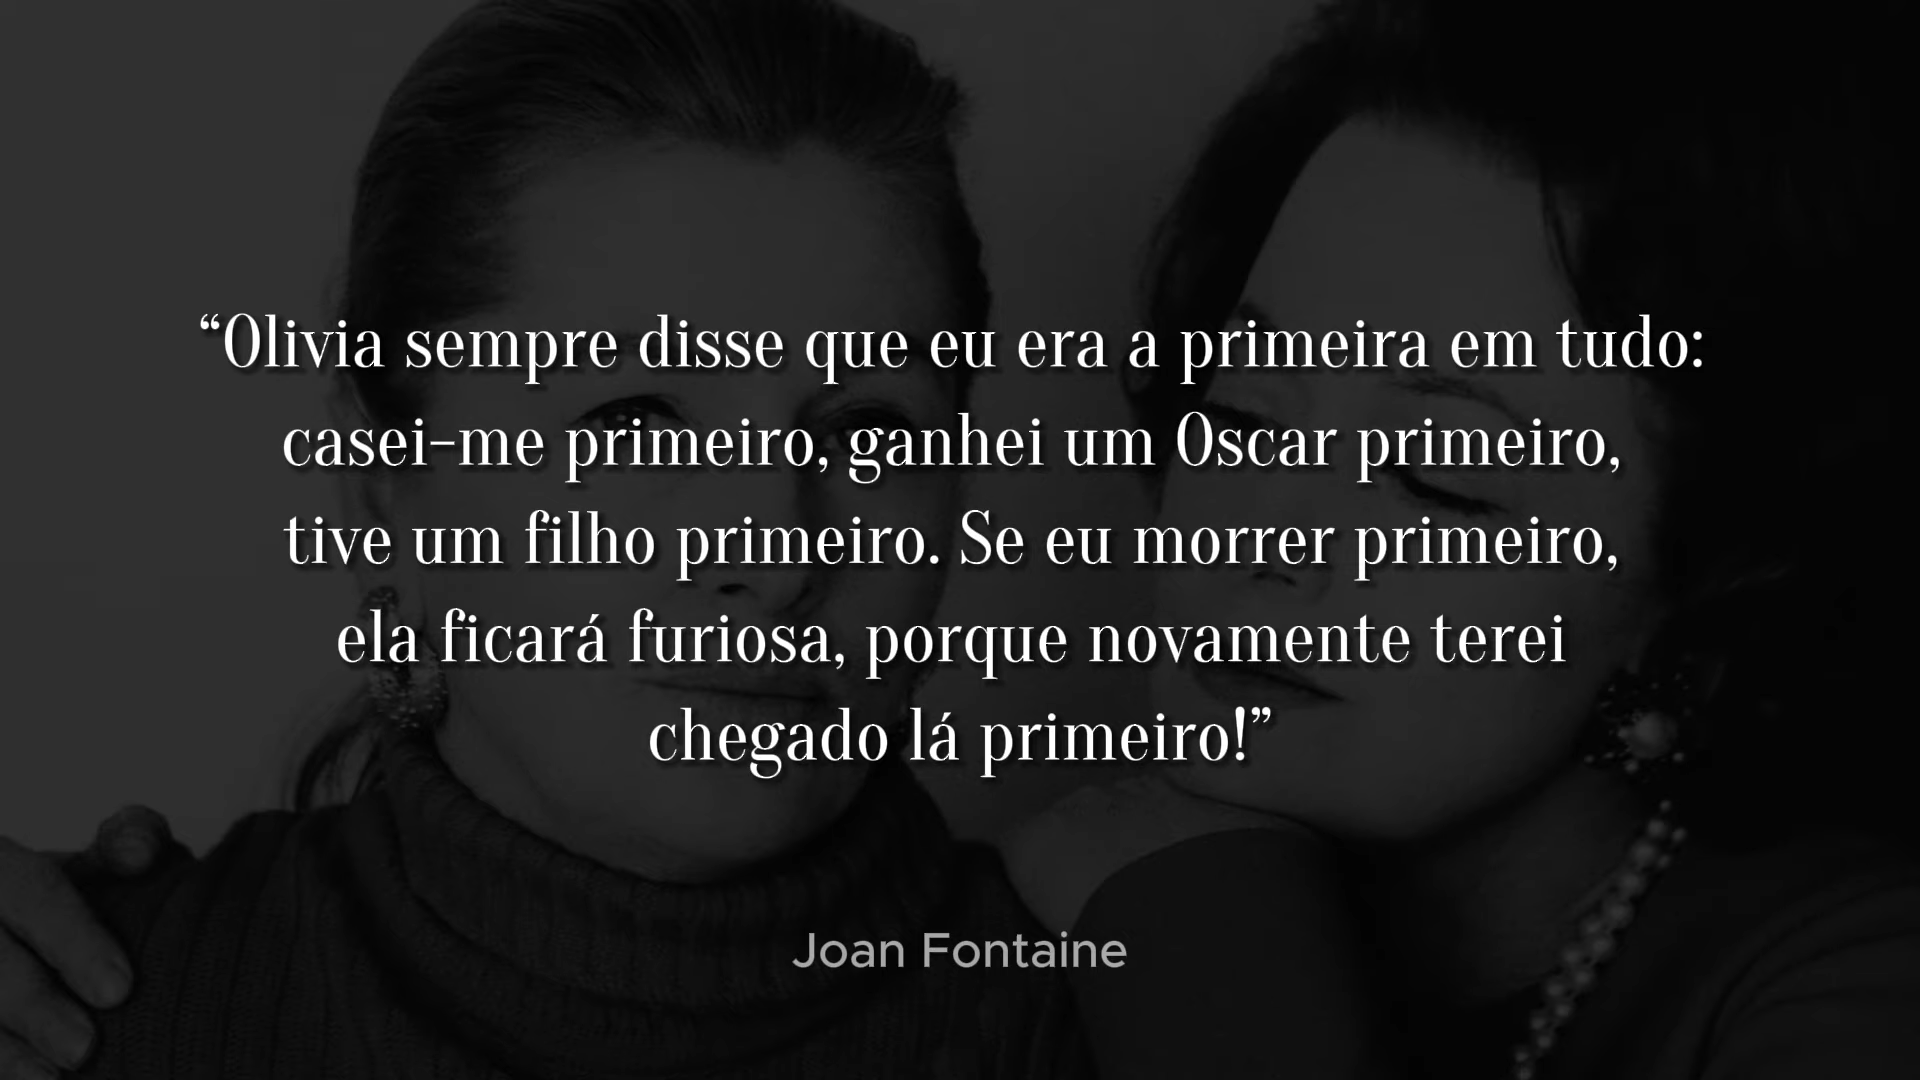 “Olivia sempre disse que eu era a primeira em tudo:
casei-me primeiro, ganhei um Oscar primeiro,
tive um filho primeiro. Se eu morrer primeiro,
ela ficará furiosa, porque novamente terei
chegado lá primeiro!”
Joan Fontaine